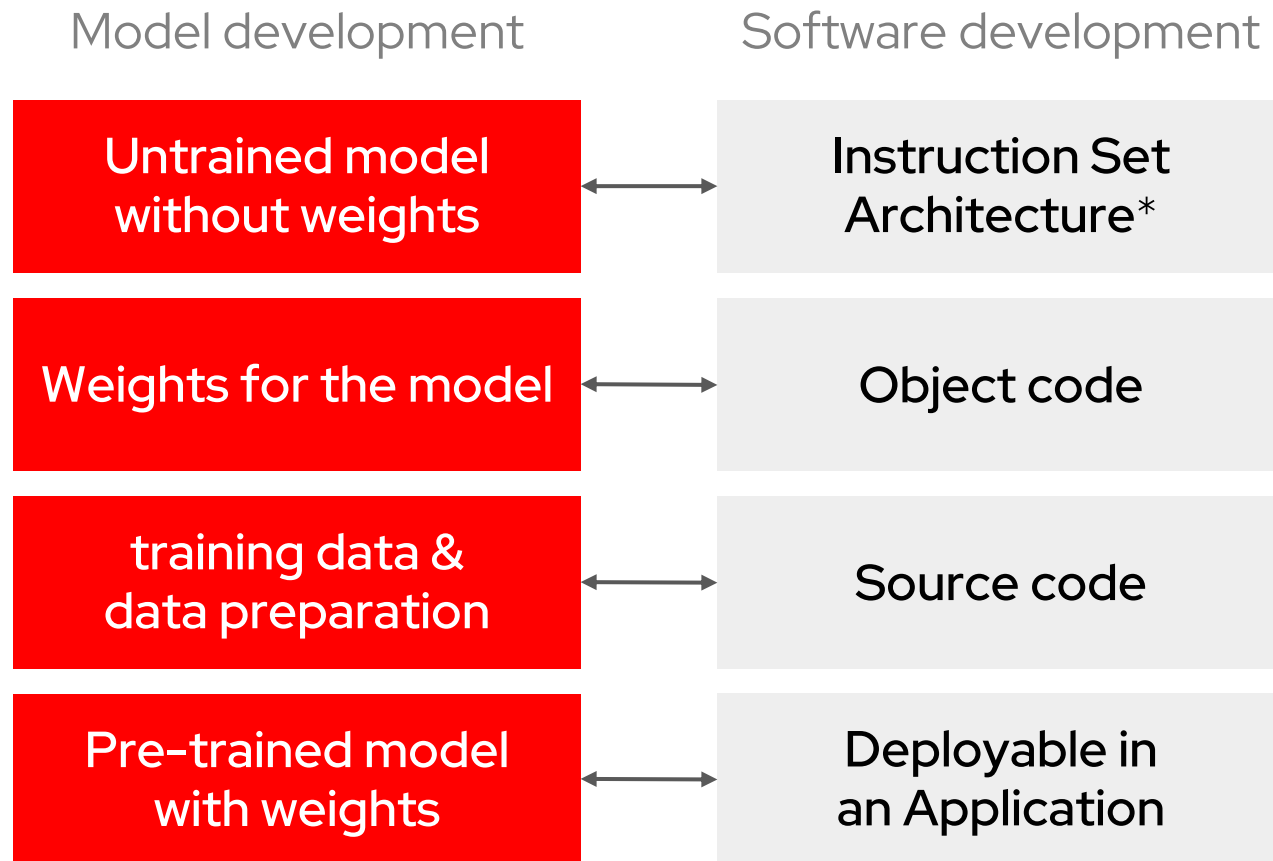 Model development
Software development
Untrained model
without weights
Instruction Set
Architecture*
Weights for the model
Object code
training data &
data preparation
Source code
Pre-trained model
with weights
Deployable in
an Application